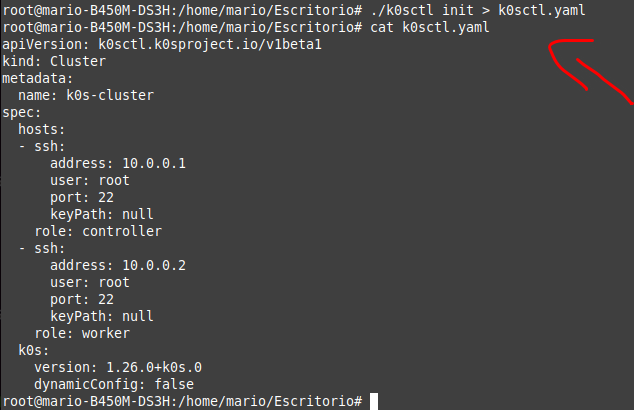 root@mario-B450M-DS3H:/home/mario/Escritorio# ./k0sctl init > k0sctl.yaml
root@mario-B450M-DS3H:/home/mario/Escritorio# cat k0sctl.yaml
apiVersion: k0sctl.k0sproject.io/v1beta1
kind: Cluster
metadata:
  name: k0s-cluster
spec:
  hosts:
  - ssh:
      address: 10.0.0.1
      user: root
      port: 22
      keyPath: null
    role: controller
  - ssh:
      address: 10.0.0.2
      user: root
      port: 22
      keyPath: null
    role: worker
  k0s:
    version: 1.26.0+k0s.0
    dynamicConfig: false
root@mario-B450M-DS3H:/home/mario/Escritorio#